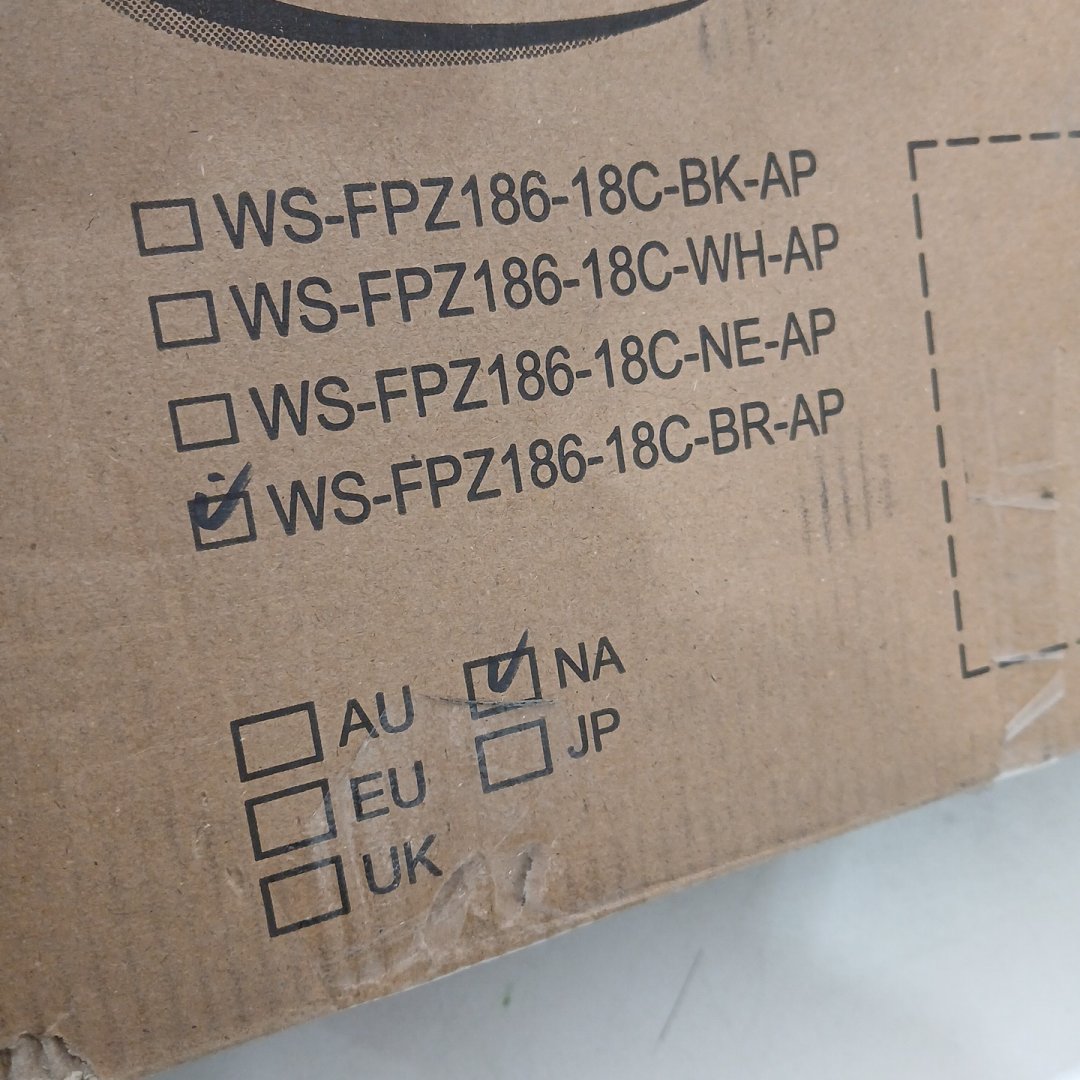 WS-FPZ186-18C-BK-AP
WS-FPZ186-18C-WH-AP
WS-FPZ186-18C-NE-AP
WS-FPZ186-18C-BR-AP
AU
NA
EU
JP
UK